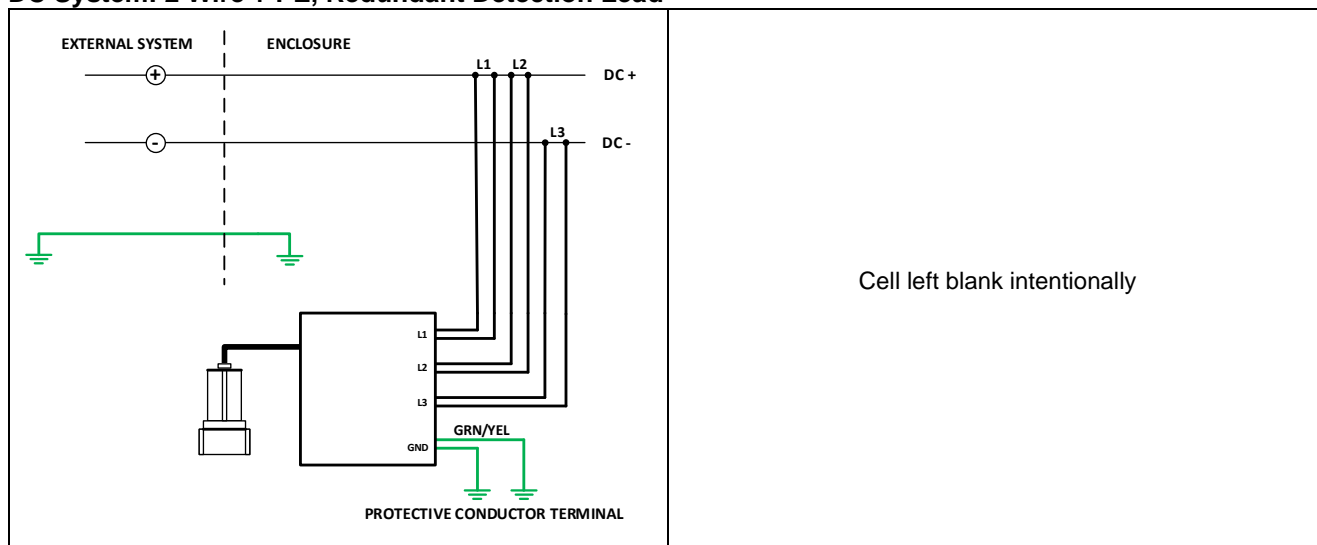 DC System: 2 Wire + PE, Redundant Detection Lead
EXTERNAL SYSTEM
ENCLOSURE
L1 L2
+
DC +
L3
-
DC -
L1
L2
L3
GRN/YEL
GND
PROTECTIVE CONDUCTOR TERMINAL
Cell left blank intentionally